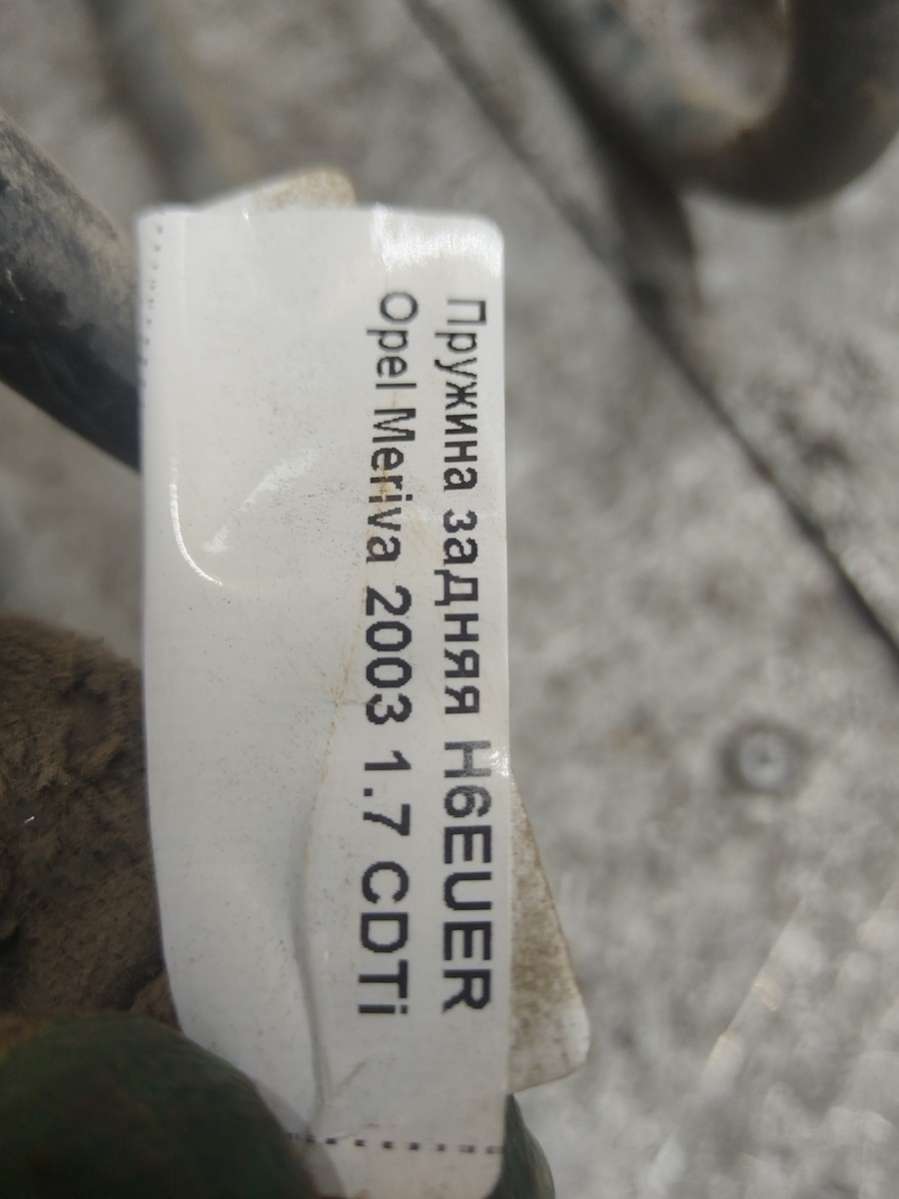 Пружина задняя H6EUER
Opel Meriva 2003 1.7 CDTi